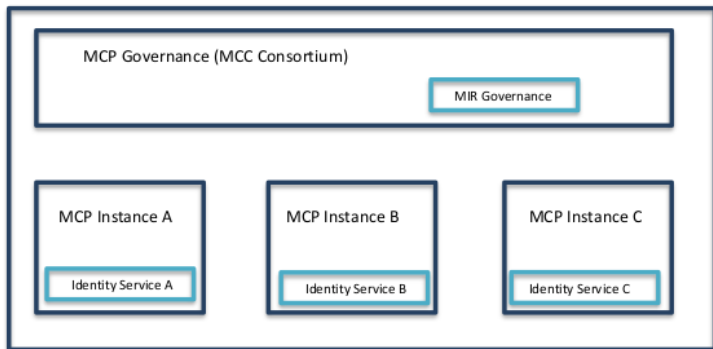 MCP Governance (MCC Consortium)
MIR Governance
MCP Instance A
MCP Instance B
MCP Instance C
Identity Service A
Identity Service B
Identity Service C